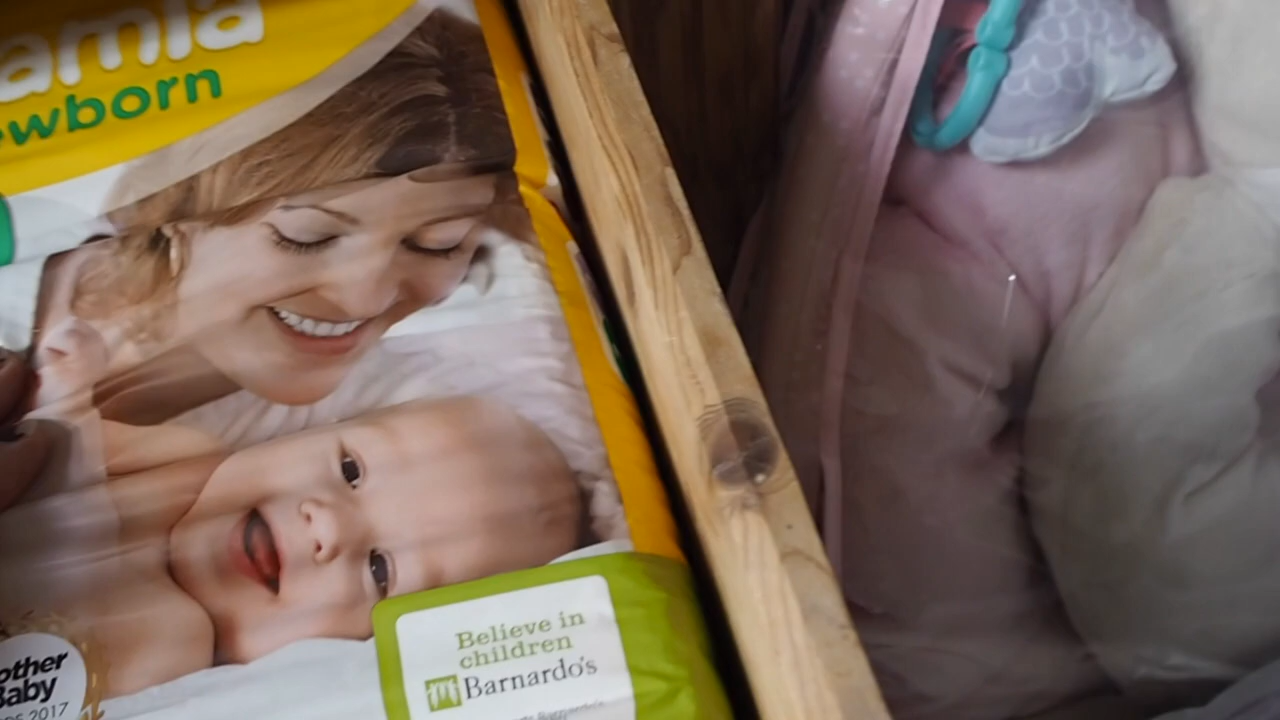 amia
ewborn
Believe in
children
Barnardo's
other
Baby
2017